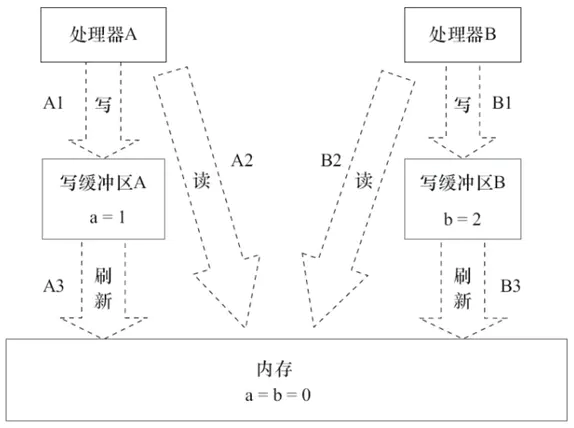 处理器A
处理器B
A1
写
写
B1
A2
B2
读
读
写缓冲区A
a = 1
写缓冲区B
b = 2
A3
刷
新
刷
新
B3
内存
a = b = 0